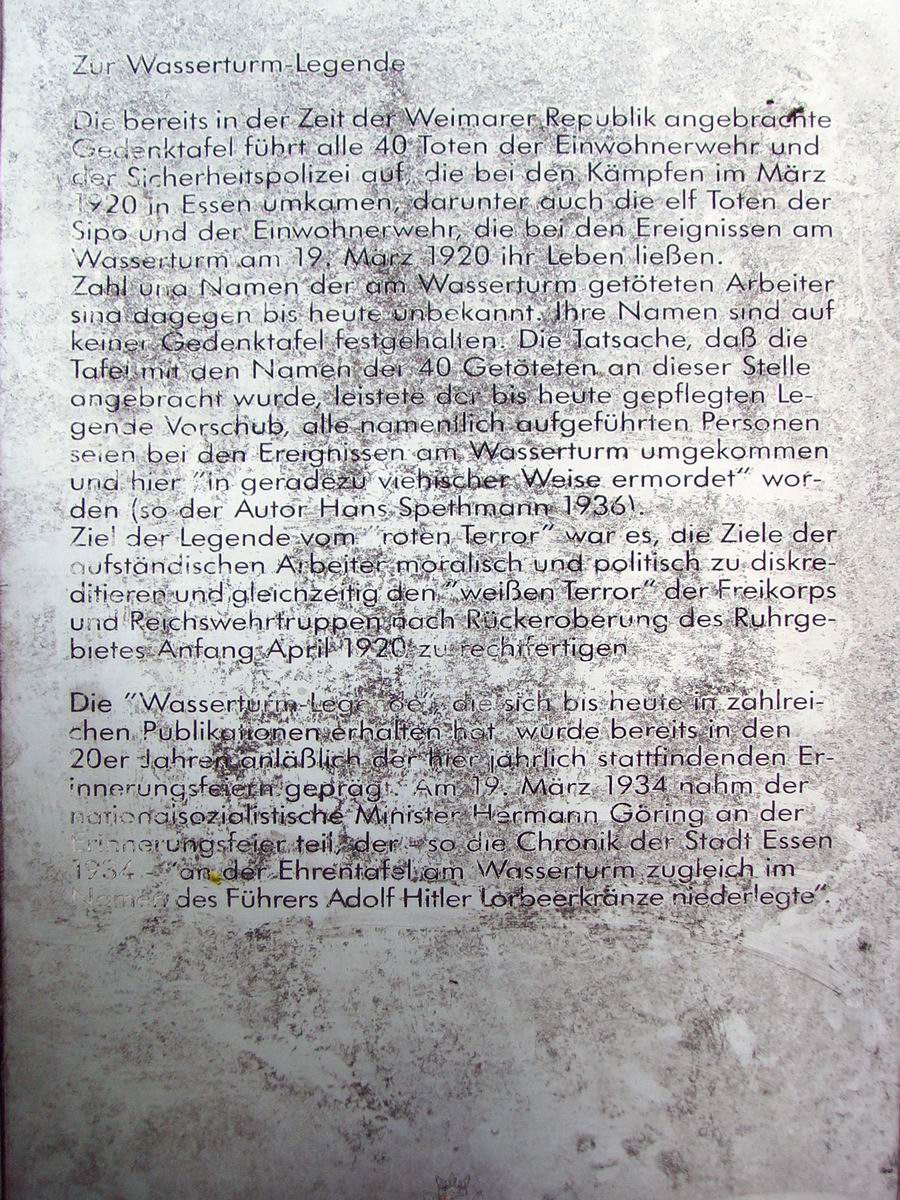 Zur Wasserturm-Legende
Die bereits in der Zeit der Weimarer Republik angebrachte
Gedenktafel führt alle 40 Toten der Einwohnerwehr und
der Sicherheitspolizei auf, die bei den Kämpfen im März
1920 in Essen umkamen, darunter auch die elf Toten der
Sipo und der Einwohnerwehr, die bei den Ereignissen am
Wasserturm am 19. März 1920 ihr Leben ließen.
Zahl und Namen der am Wasserturm getöteten Arbeiter
sind dagegen bis heute unbekannt. Ihre Namen sind auf
keiner Gedenktafel festgehalten. Die Tatsache, daß die
Tafel mit den Namen der 40 Getöteten an dieser Stelle
angebracht wurde, leistete der bis heute gepflegten Le-
gende Vorschub, alle namentlich aufgeführten Personen
seien bei den Ereignissen am Wasserturm umgekommen
und hier "in geradezu viehischer Weise ermordet" wor-
den (so der Autor Hans Spethmann 1936).
Ziel der Legende vom "roten Terror" war es, die Ziele der
aufständischen Arbeiter moralisch und politisch zu diskre-
ditieren und gleichzeitig den "weißen Terror" der Freikorps
und Reichswehrtruppen nach Rückeroberung des Ruhrge-
bietes Anfang April 1920 zu rechtfertigen.
Die "Wasserturm-Legende", die sich bis heute in zahlrei-
chen Publikationen erhalten hat, wurde bereits in den
20er Jahren anläßlich der hier jährlich stattfindenden Er-
innerungsfeiern geprägt. Am 19. März 1934 nahm der
nationalsozialistische Minister Hermann Göring an der
Erinnerungsfeier teil, der - so die Chronik der Stadt Essen
1934 - "an der Ehrentafel am Wasserturm zugleich im
Namen des Führers Adolf Hitler Lorbeerkränze niederlegte".